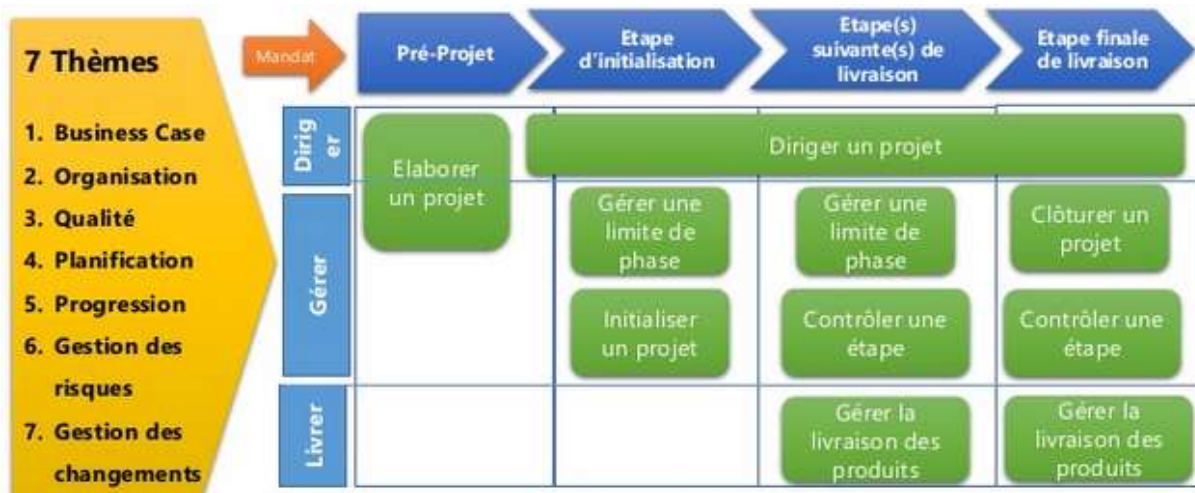 7 Thèmes
1. Business Case
2. Organisation
3. Qualité
4. Planification
5. Progression
6. Gestion des
risques
7. Gestion des
changements
Mandat
Pré-Projet
Etape
d'initialisation
Etape(s)
suivante(s) de
livraison
Etape finale
de livraison
Dirig
er
Elaborer
un projet
Diriger un projet
Gérer
Gérer une
limite de
phase
Gérer une
limite de
phase
Clôturer un
projet
Initialiser
un projet
Contrôler une
étape
Contrôler une
étape
Livrer
Gérer la
livraison des
produits
Gérer la
livraison des
produits